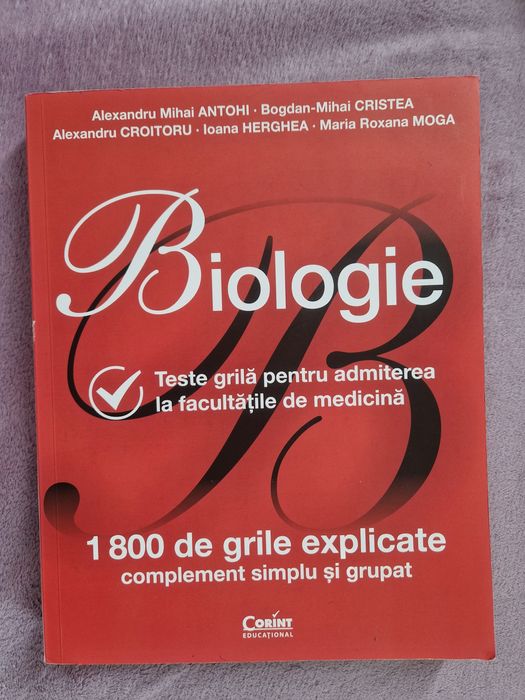 Alexandru Mihai ANTOHI · Bogdan-Mihai CRISTEA
Alexandru CROITORU · Ioana HERGHEA · Maria Roxana MOGA
Biologie
Teste grilă pentru admiterea
la facultățile de medicină
1 800 de grile explicate
complement simplu și grupat
CORINT
EDUCAȚIONAL